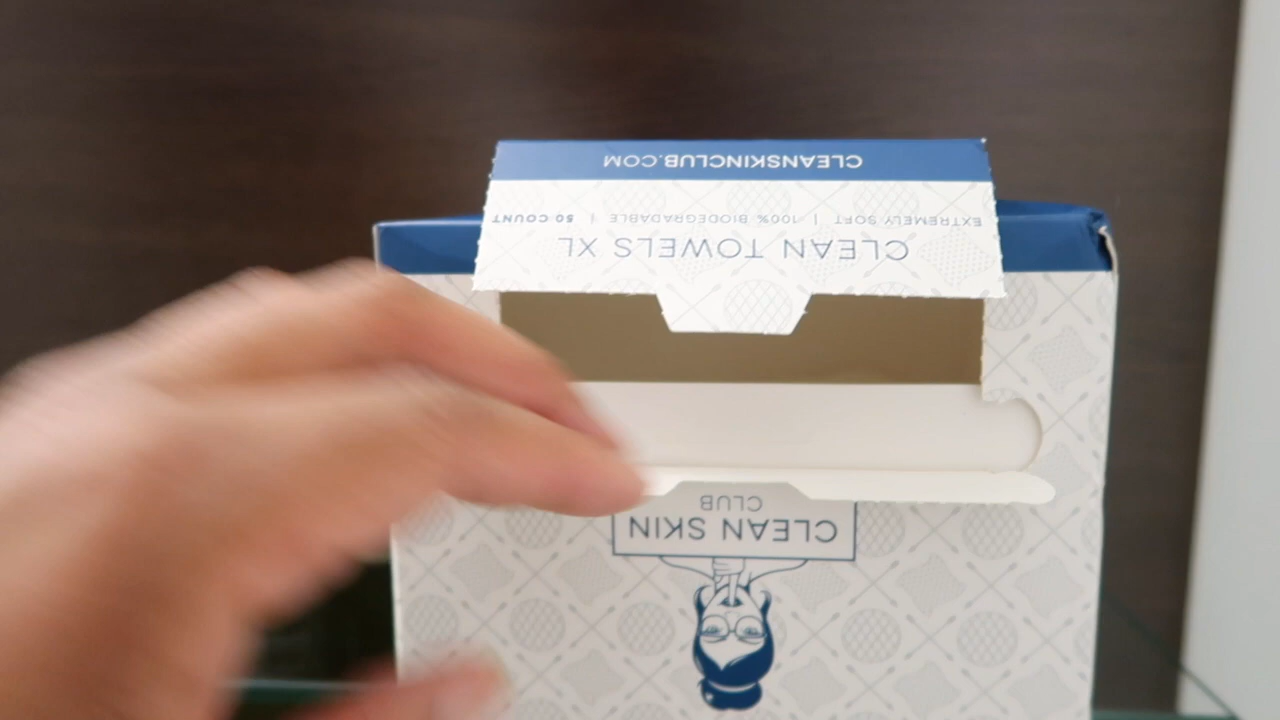 CLEAN SKIN
CLUB
CLEAN TOWELS XL
EXTREMELY SOFT | 100% BIODEGRADABLE | 50 COUNT
CLEANSKINCLUB.COM